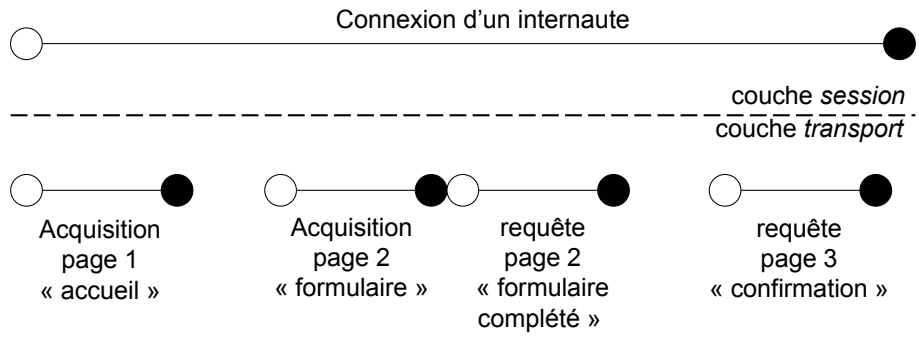 Connexion d'un internaute
couche session
couche transport
Acquisition
page 1
« accueil »
Acquisition
page 2
« formulaire »
requête
page 2
« formulaire
complété »
requête
page 3
« confirmation »